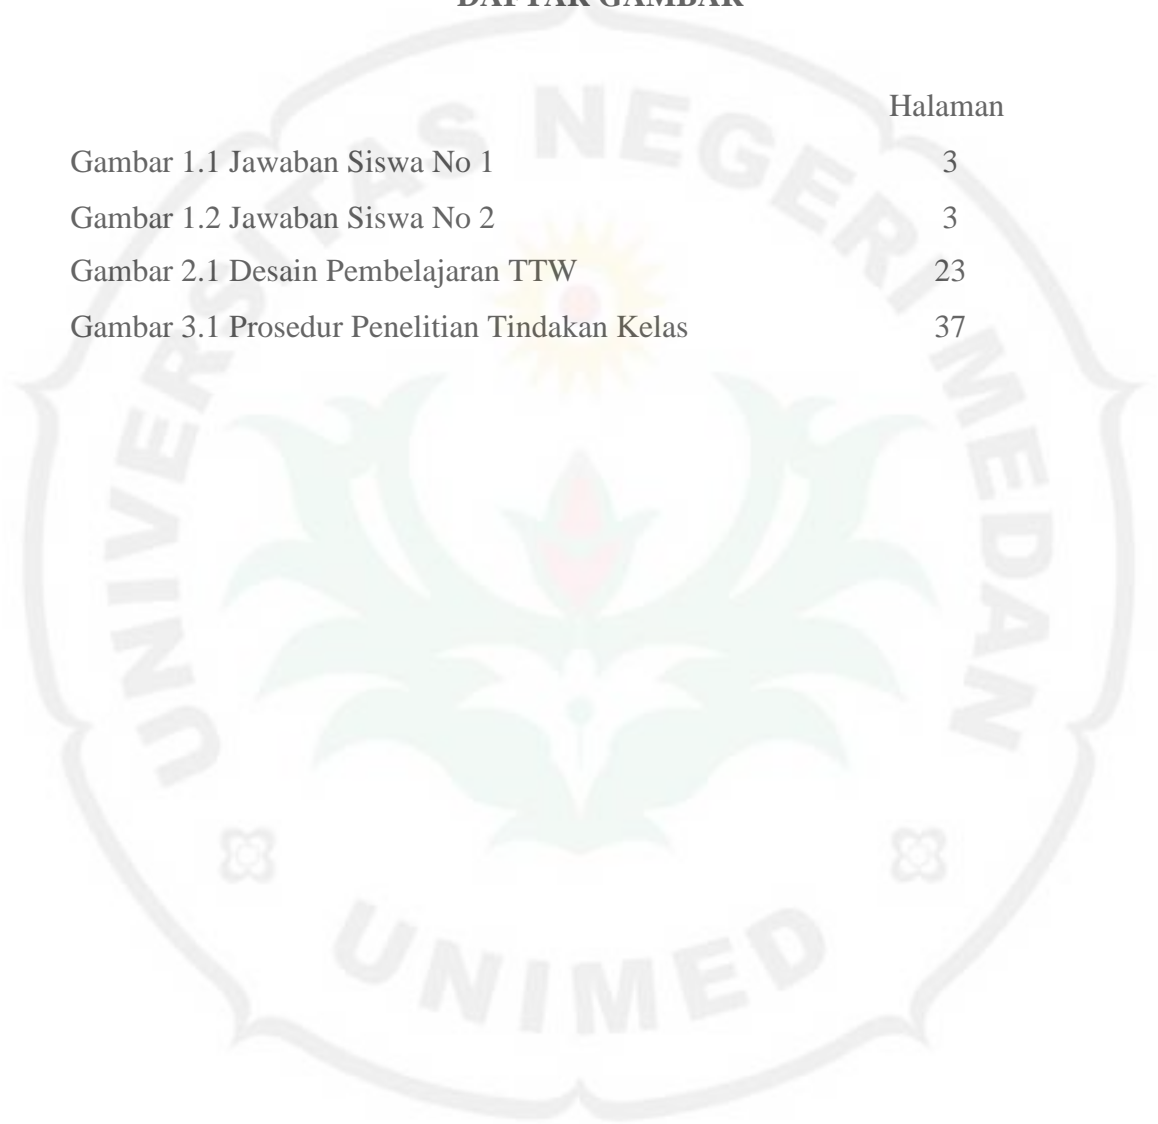 DAFTAR GAMBAR
Halaman
Gambar 1.1 Jawaban Siswa No 1 3
Gambar 1.2 Jawaban Siswa No 2 3
Gambar 2.1 Desain Pembelajaran TTW 23
Gambar 3.1 Prosedur Penelitian Tindakan Kelas 37
UNIVERSITAS NEGERI MEDAN
UNIMED